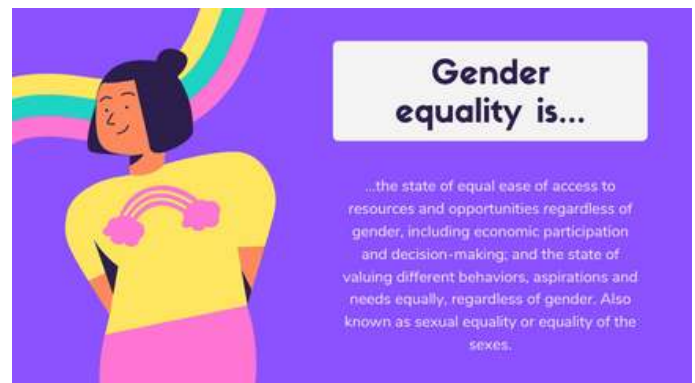 Gender
equality is...
...the state of equal ease of access to
resources and opportunities regardless of
gender, including economic participation
and decision-making; and the state of
valuing different behaviors, aspirations and
needs equally, regardless of gender. Also
known as sexual equality or equality of the
sexes.